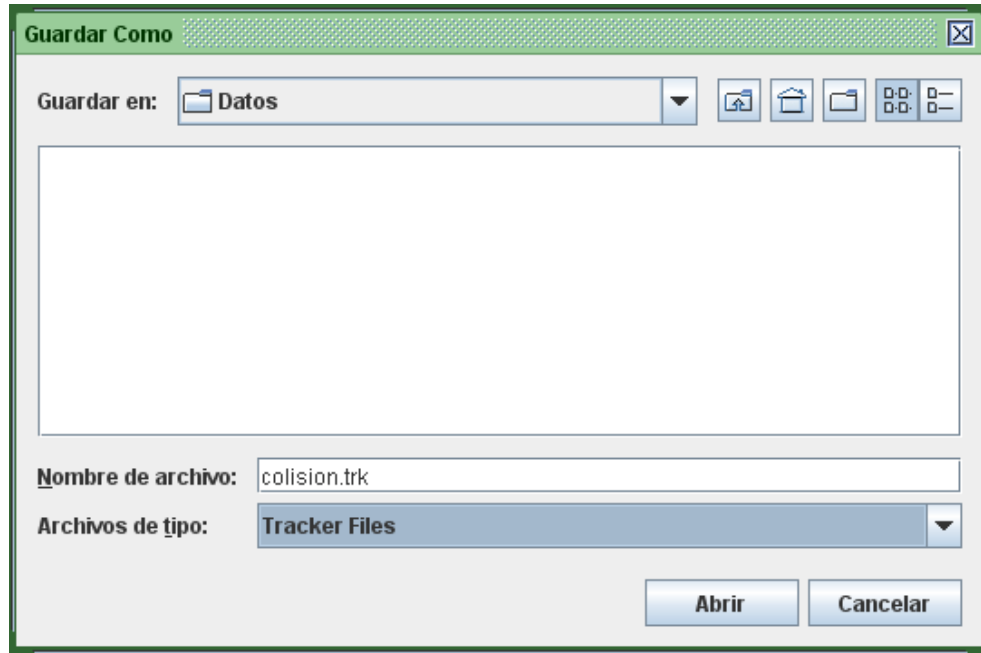 Guardar Como
Guardar en: Datos
Nombre de archivo: colision.trk
Archivos de tipo: Tracker Files
Abrir Cancelar